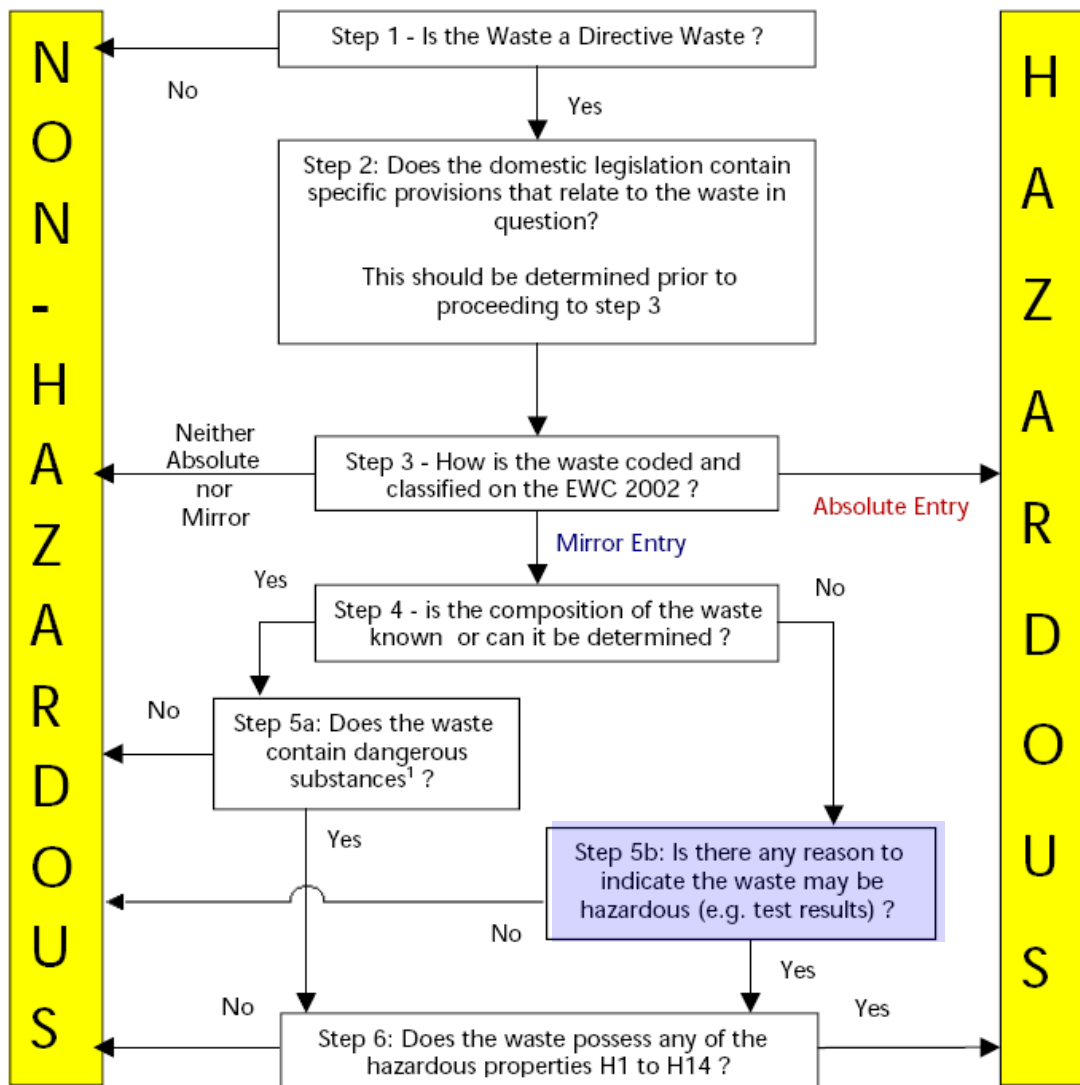 NON-HAZARDOUS
HAZARDOUS
Step 1 - Is the Waste a Directive Waste ?
No
Yes
Step 2: Does the domestic legislation contain
specific provisions that relate to the waste in
question?
This should be determined prior to
proceeding to step 3
Neither
Absolute
nor
Mirror
Step 3 - How is the waste coded and
classified on the EWC 2002 ?
Absolute Entry
Mirror Entry
Yes
No
Step 4 - is the composition of the waste
known or can it be determined ?
No
Step 5a: Does the waste
contain dangerous
substances¹ ?
Yes
Step 5b: Is there any reason to
indicate the waste may be
hazardous (e.g. test results) ?
No
Yes
No
Yes
Step 6: Does the waste possess any of the
hazardous properties H1 to H14 ?